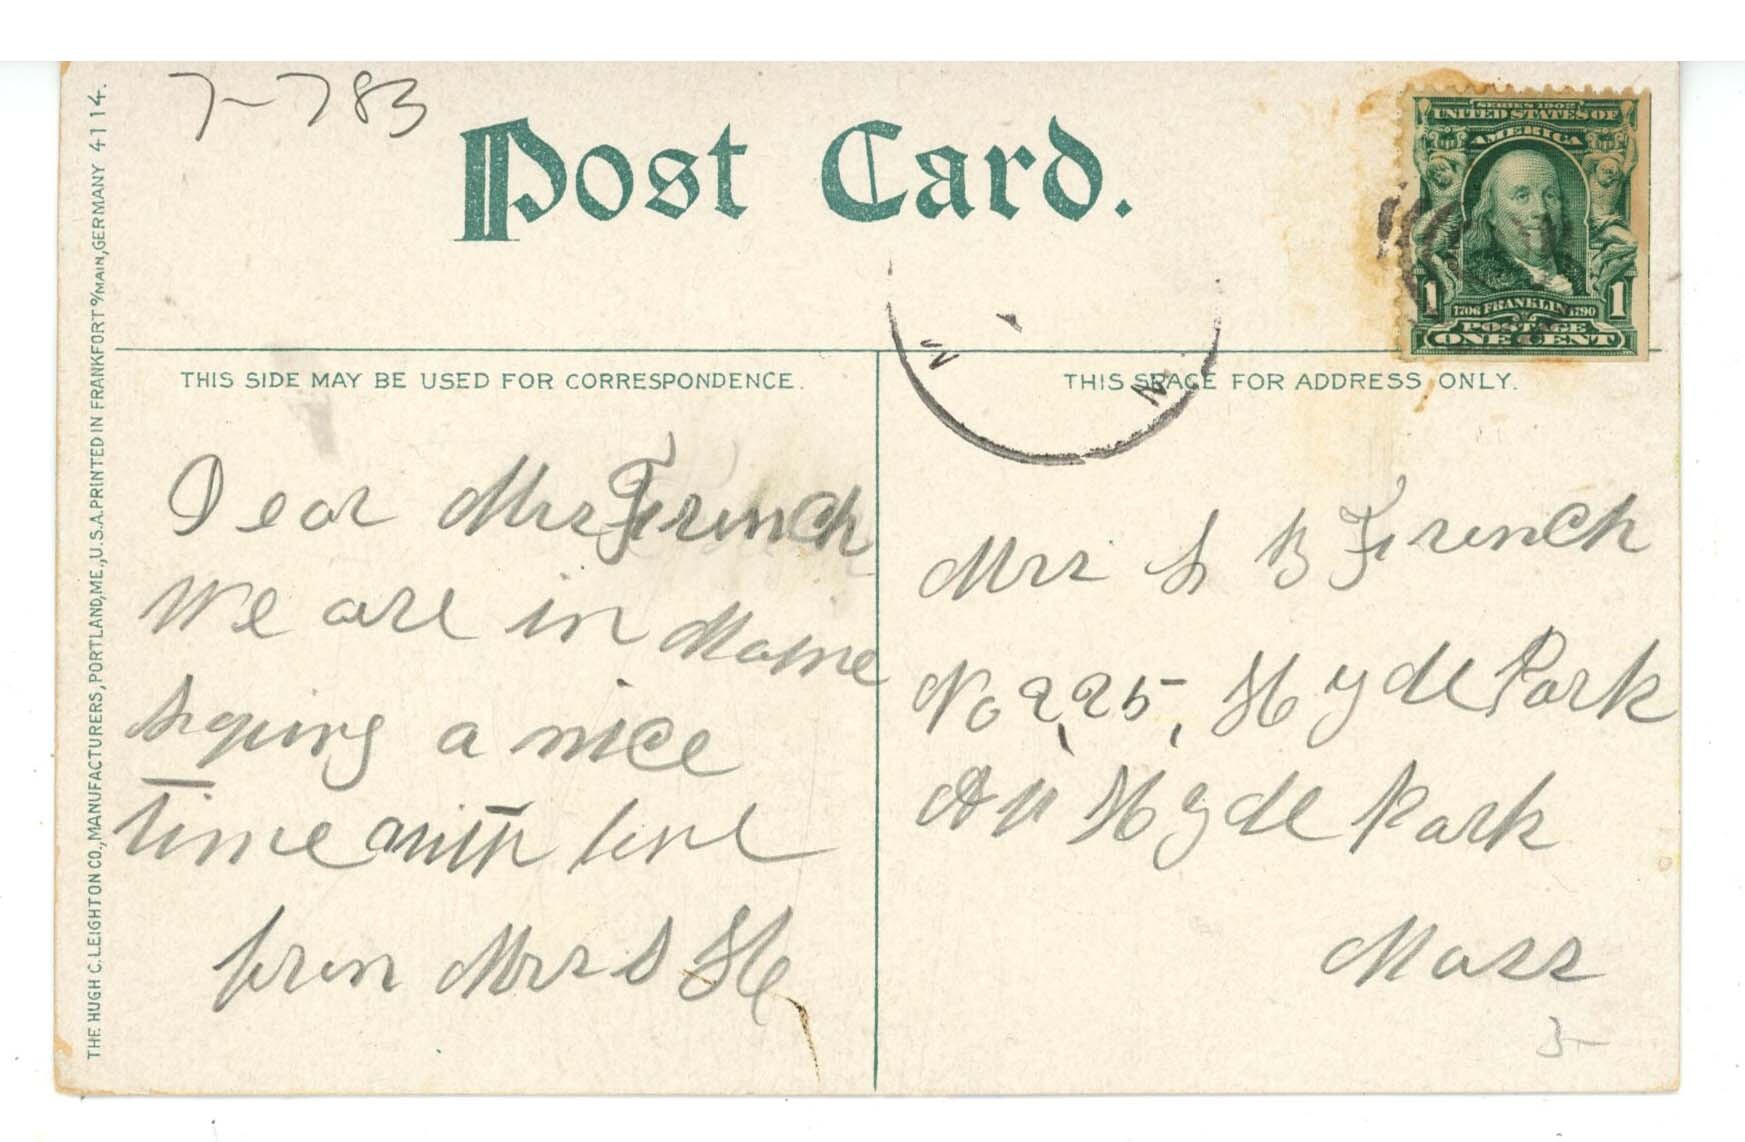 7-783
Post Card.
SERIES 1902
UNITED STATES OF
AMERICA
1 1
1706 FRANKLIN 1790
POSTAGE
ONE CENT
THIS SIDE MAY BE USED FOR CORRESPONDENCE.
THIS SPACE FOR ADDRESS ONLY.
THE HUGH C. LEIGHTON CO., MANUFACTURERS, PORTLAND, ME., U.S.A. PRINTED IN FRANKFORT o/MAIN, GERMANY 4114.
Dear Mrs French
We are in
a nice
time with love
from Mrs S H
Mrs L B French
No 225, Hyde Park
Av Hyde Park
Mass
3-